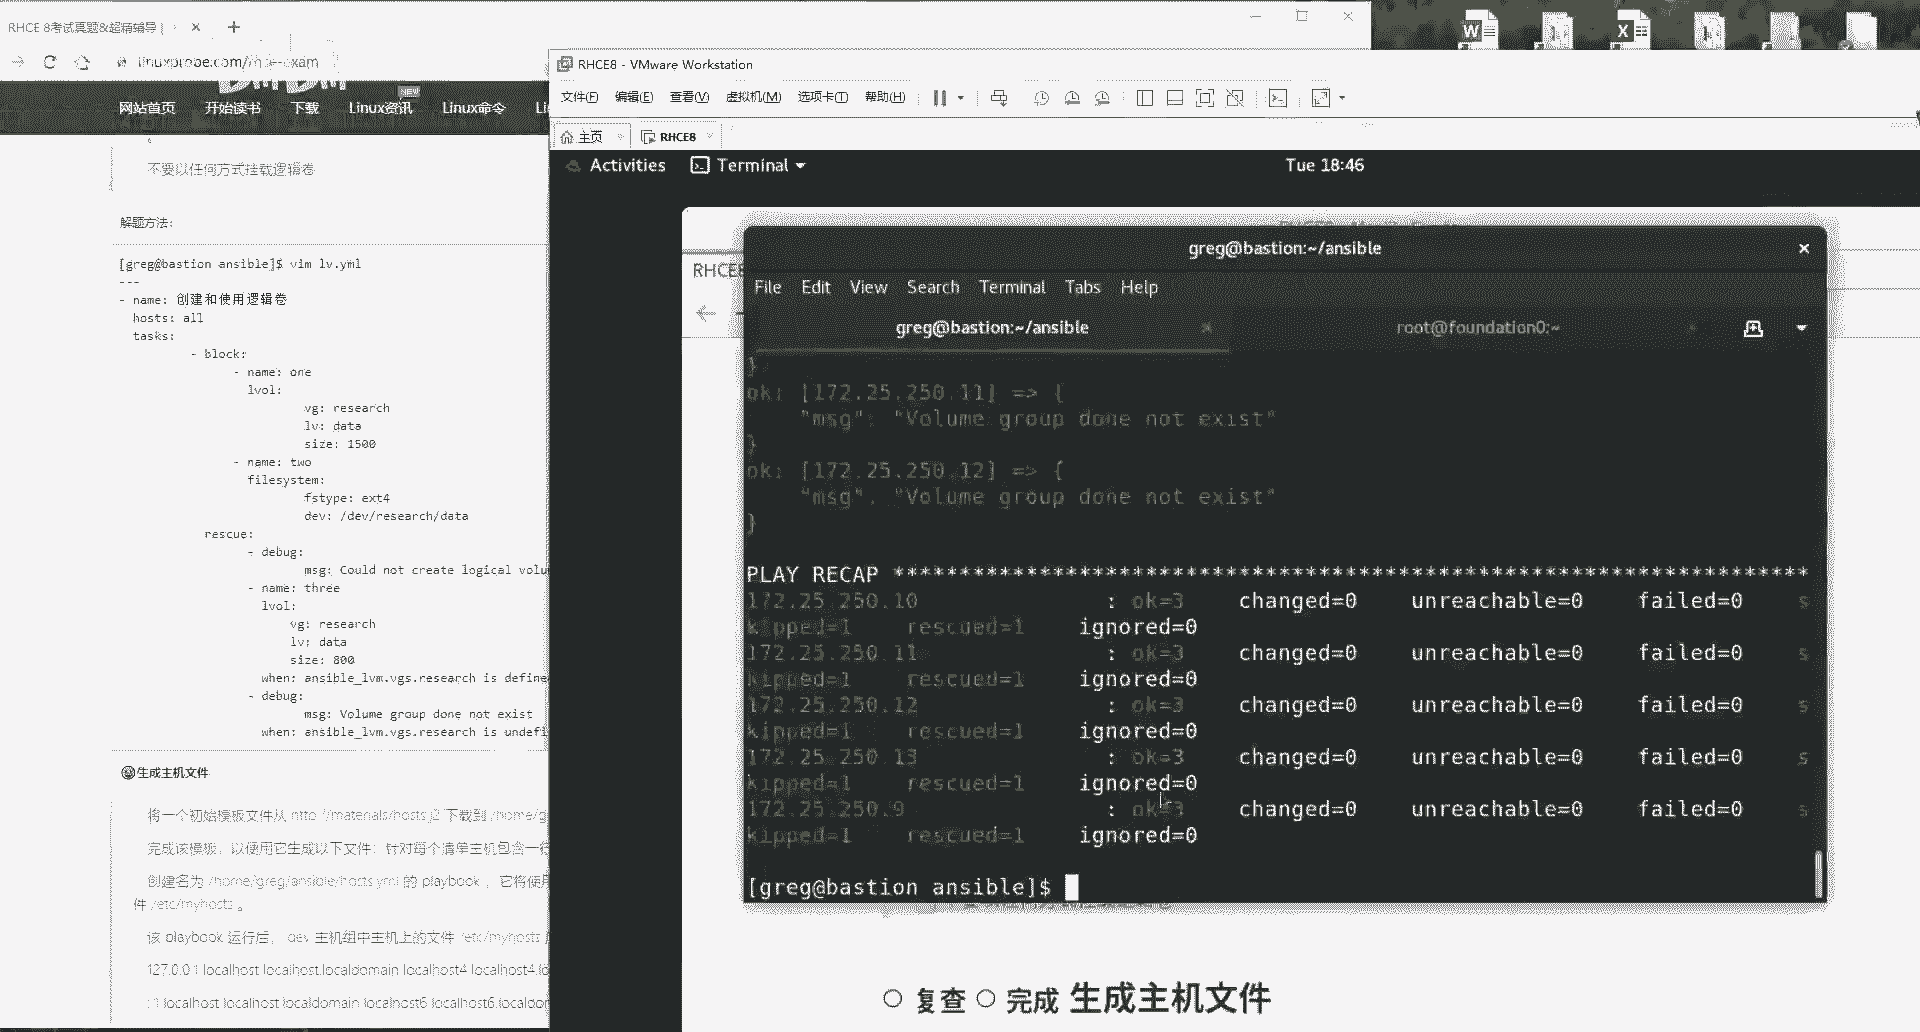 RHCE 8考试真题&超精辅导 |
linuxprobe.com/
网站首页 开始读书 下载 Linux资讯 Linux命令
NEW
不要以任何方式挂载逻辑卷
解题方法:
[greg@bastion ansible]$ vim lv.yml
---
- name: 创建和使用逻辑卷
hosts: all
tasks:
- block:
- name: one
lvol:
vg: research
lv: data
size: 1500
- name: two
filesystem:
fstype: ext4
dev: /dev/research/data
rescue:
- debug:
msg: Could not create logical volu
- name: three
lvol:
vg: research
lv: data
size: 800
when: ansible_lvm.vgs.research is define
- debug:
msg: Volume group done not exist
when: ansible_lvm.vgs.research is undefi
生成主机文件
将一个初始模板文件从 http://materials/hosts.j2 下载到 /home/g
完成该模板，以便用它生成以下文件：针对每个清单主机包含一行
创建名为 /home/greg/ansible/hosts.yml 的 playbook ，它将使用
件 /etc/myhosts 。
该 playbook 运行后， dev 主机组中主机上的文件 /etc/myhosts
127.0.0.1 localhost localhost.localdomain localhost4 localhost4.lo
::1 localhost localhost.localdomain localhost6 localhost6.localdom
RHCE8 - VMware Workstation
文件(F) 编辑(E) 查看(V) 虚拟机(M) 选项卡(T) 帮助(H)
主页 RHCE8
Activities Terminal Tue 18:46
RHCE8
greg@bastion:~/ansible
File Edit View Search Terminal Tabs Help
greg@bastion:~/ansible root@foundation0:~
}
ok: [172.25.250.11] => {
"msg": "Volume group done not exist"
}
ok: [172.25.250.12] => {
"msg": "Volume group done not exist"
}
PLAY RECAP *********************************************************************
172.25.250.10 : ok=3 changed=0 unreachable=0 failed=0 s
kipped=1 rescued=1 ignored=0
172.25.250.11 : ok=3 changed=0 unreachable=0 failed=0 s
kipped=1 rescued=1 ignored=0
172.25.250.12 : ok=3 changed=0 unreachable=0 failed=0 s
kipped=1 rescued=1 ignored=0
172.25.250.13 : ok=3 changed=0 unreachable=0 failed=0 s
kipped=1 rescued=1 ignored=0
172.25.250.9 : ok=3 changed=0 unreachable=0 failed=0 s
kipped=1 rescued=1 ignored=0
[greg@bastion ansible]$
复查 完成 生成主机文件